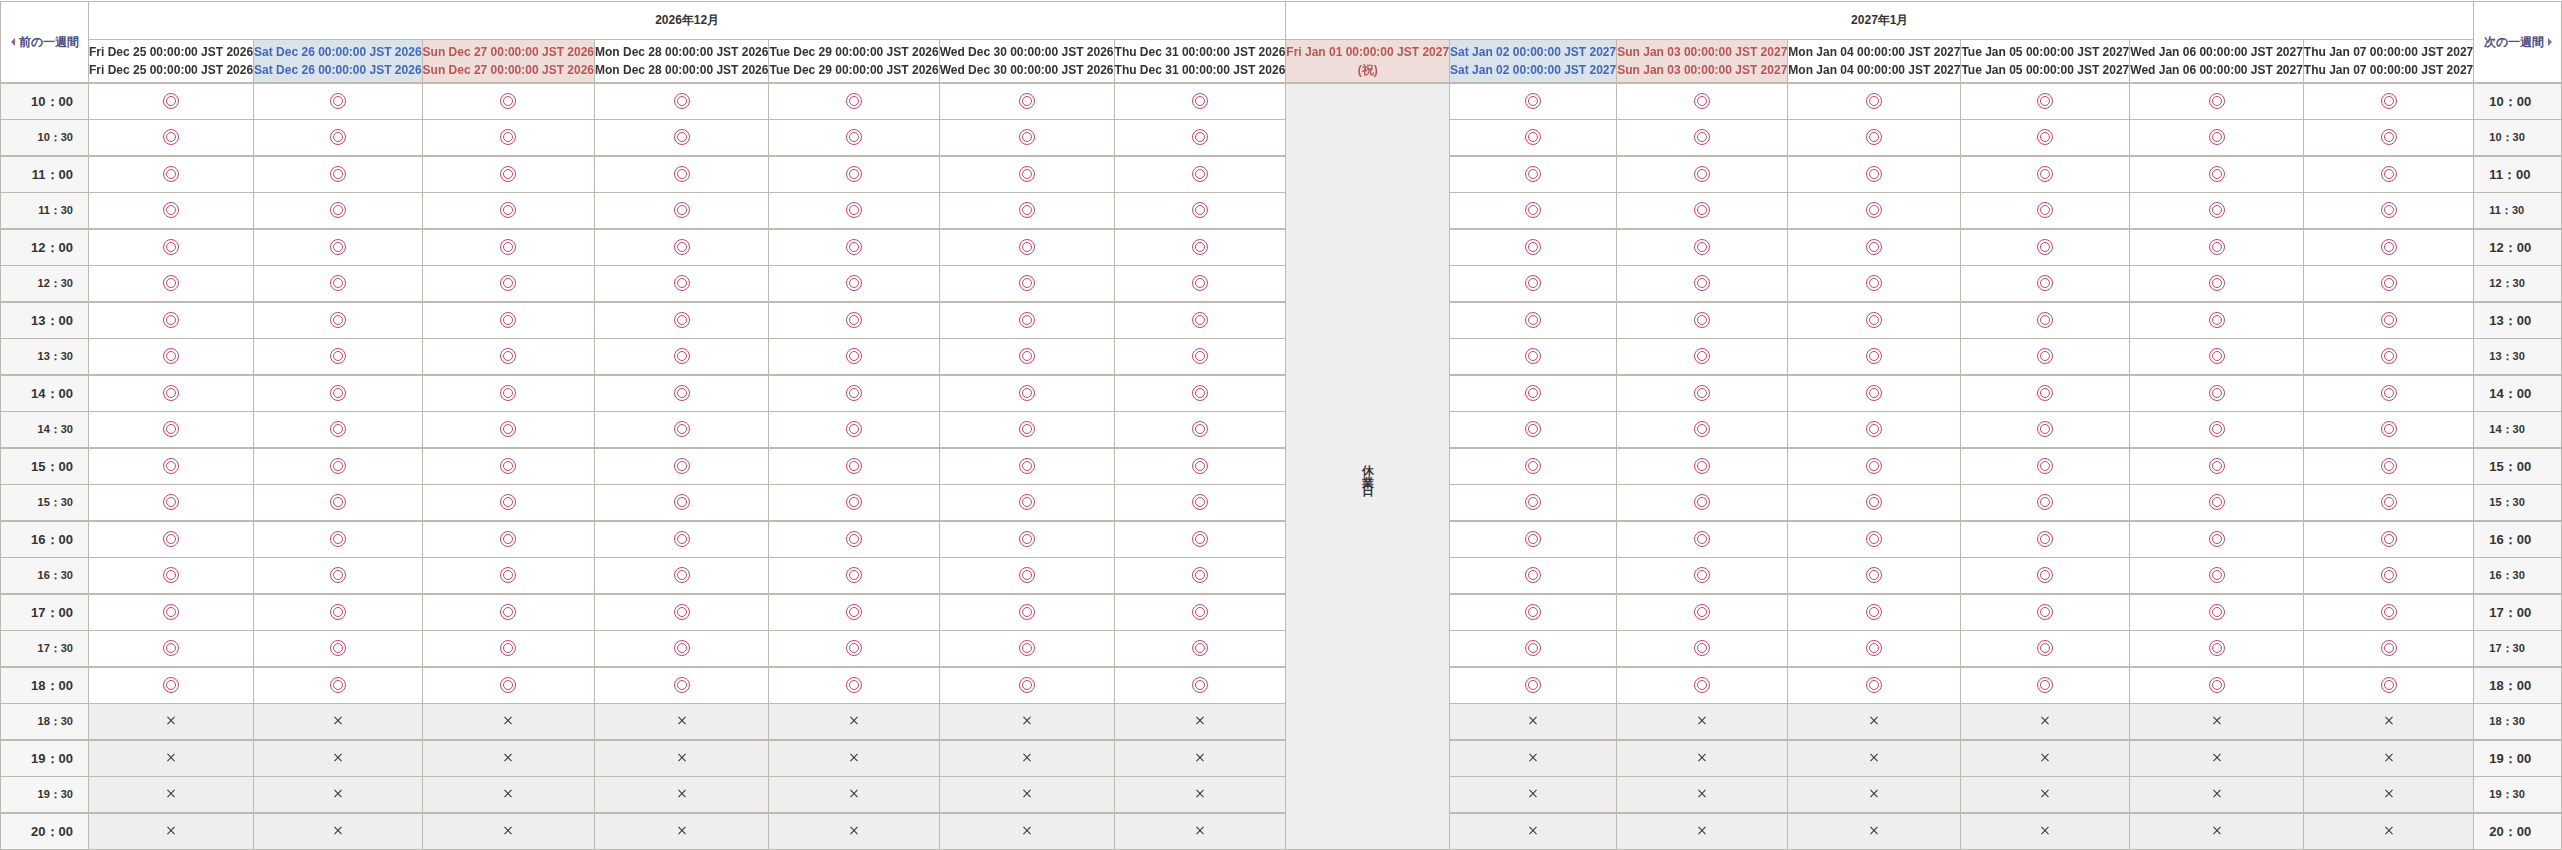 2026年12月 2027年1月
前の一週間 次の一週間
Fri Dec 25 00:00:00 JST 2026 Sat Dec 26 00:00:00 JST 2026 Sun Dec 27 00:00:00 JST 2026 Mon Dec 28 00:00:00 JST 2026 Tue Dec 29 00:00:00 JST 2026 Wed Dec 30 00:00:00 JST 2026 Thu Dec 31 00:00:00 JST 2026 Fri Jan 01 00:00:00 JST 2027 Sat Jan 02 00:00:00 JST 2027 Sun Jan 03 00:00:00 JST 2027 Mon Jan 04 00:00:00 JST 2027 Tue Jan 05 00:00:00 JST 2027 Wed Jan 06 00:00:00 JST 2027 Thu Jan 07 00:00:00 JST 2027
Fri Dec 25 00:00:00 JST 2026 Sat Dec 26 00:00:00 JST 2026 Sun Dec 27 00:00:00 JST 2026 Mon Dec 28 00:00:00 JST 2026 Tue Dec 29 00:00:00 JST 2026 Wed Dec 30 00:00:00 JST 2026 Thu Dec 31 00:00:00 JST 2026 (祝) Sat Jan 02 00:00:00 JST 2027 Sun Jan 03 00:00:00 JST 2027 Mon Jan 04 00:00:00 JST 2027 Tue Jan 05 00:00:00 JST 2027 Wed Jan 06 00:00:00 JST 2027 Thu Jan 07 00:00:00 JST 2027
10：00 ◎ ◎ ◎ ◎ ◎ ◎ ◎ ◎ ◎ ◎ ◎ ◎ ◎ 10：00
10：30 ◎ ◎ ◎ ◎ ◎ ◎ ◎ ◎ ◎ ◎ ◎ ◎ ◎ 10：30
11：00 ◎ ◎ ◎ ◎ ◎ ◎ ◎ ◎ ◎ ◎ ◎ ◎ ◎ 11：00
11：30 ◎ ◎ ◎ ◎ ◎ ◎ ◎ ◎ ◎ ◎ ◎ ◎ ◎ 11：30
12：00 ◎ ◎ ◎ ◎ ◎ ◎ ◎ ◎ ◎ ◎ ◎ ◎ ◎ 12：00
12：30 ◎ ◎ ◎ ◎ ◎ ◎ ◎ ◎ ◎ ◎ ◎ ◎ ◎ 12：30
13：00 ◎ ◎ ◎ ◎ ◎ ◎ ◎ ◎ ◎ ◎ ◎ ◎ ◎ 13：00
13：30 ◎ ◎ ◎ ◎ ◎ ◎ ◎ ◎ ◎ ◎ ◎ ◎ ◎ 13：30
14：00 ◎ ◎ ◎ ◎ ◎ ◎ ◎ ◎ ◎ ◎ ◎ ◎ ◎ 14：00
14：30 ◎ ◎ ◎ ◎ ◎ ◎ ◎ ◎ ◎ ◎ ◎ ◎ ◎ 14：30
15：00 ◎ ◎ ◎ ◎ ◎ ◎ ◎ 休業日 ◎ ◎ ◎ ◎ ◎ ◎ 15：00
15：30 ◎ ◎ ◎ ◎ ◎ ◎ ◎ ◎ ◎ ◎ ◎ ◎ ◎ 15：30
16：00 ◎ ◎ ◎ ◎ ◎ ◎ ◎ ◎ ◎ ◎ ◎ ◎ ◎ 16：00
16：30 ◎ ◎ ◎ ◎ ◎ ◎ ◎ ◎ ◎ ◎ ◎ ◎ ◎ 16：30
17：00 ◎ ◎ ◎ ◎ ◎ ◎ ◎ ◎ ◎ ◎ ◎ ◎ ◎ 17：00
17：30 ◎ ◎ ◎ ◎ ◎ ◎ ◎ ◎ ◎ ◎ ◎ ◎ ◎ 17：30
18：00 ◎ ◎ ◎ ◎ ◎ ◎ ◎ ◎ ◎ ◎ ◎ ◎ ◎ 18：00
18：30 × × × × × × × × × × × × × 18：30
19：00 × × × × × × × × × × × × × 19：00
19：30 × × × × × × × × × × × × × 19：30
20：00 × × × × × × × × × × × × × 20：00